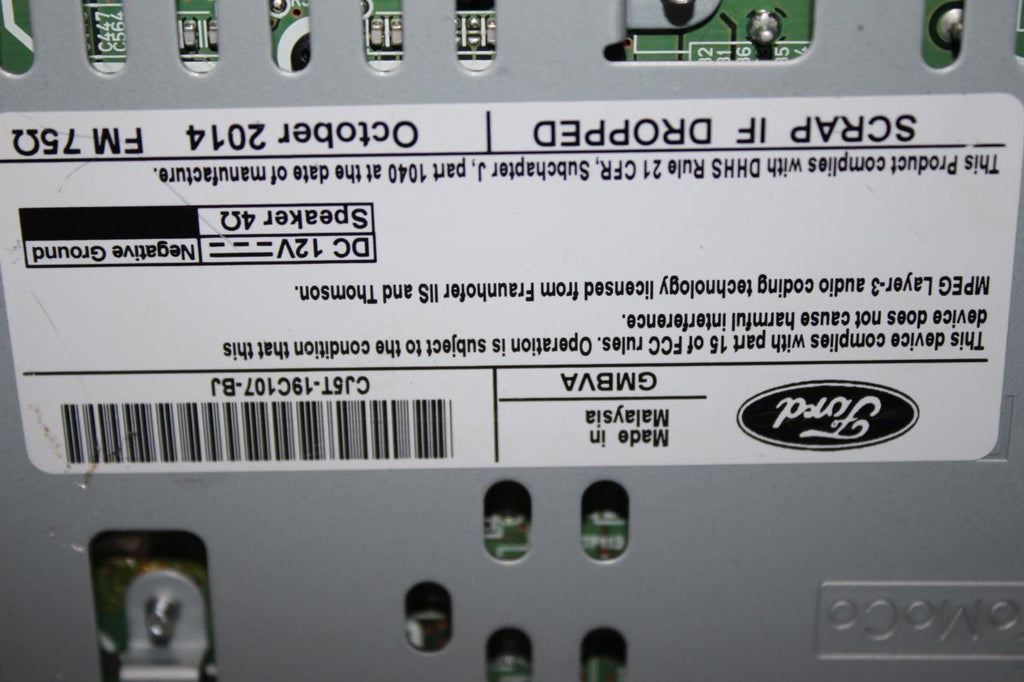 FoMoCo
Ford
Made in
Malaysia
GMBVA
CJ5T-19C107-BJ
This device complies with part 15 of FCC rules. Operation is subject to the condition that this
device does not cause harmful interference.
MPEG Layer-3 audio coding technology licensed from Fraunhofer IIS and Thomson.
DC 12V Negative Ground
Speaker 4Ω
This Product complies with DHHS Rule 21 CFR, Subchapter J, part 1040 at the date of manufacture.
SCRAP IF DROPPED | October 2014 FM 75Ω
C447
C564